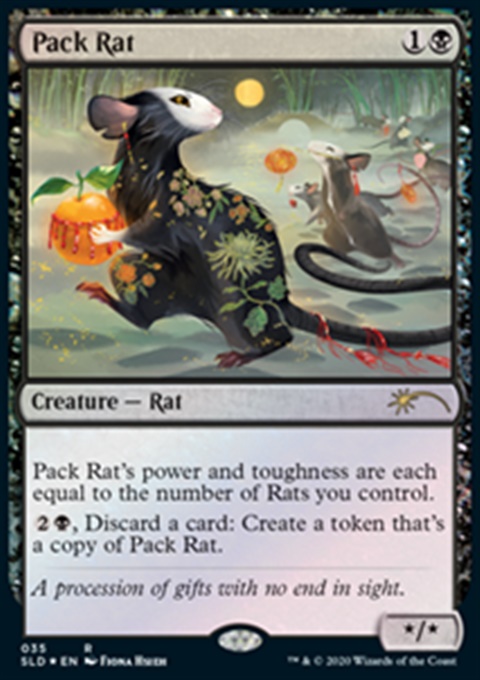 Pack Rat 1
Creature — Rat
Pack Rat's power and toughness are each
equal to the number of Rats you control.
2, Discard a card: Create a token that's
a copy of Pack Rat.
A procession of gifts with no end in sight.
*/*
035 R
SLD ★ EN Fiona Hsieh
™ & © 2020 Wizards of the Coast